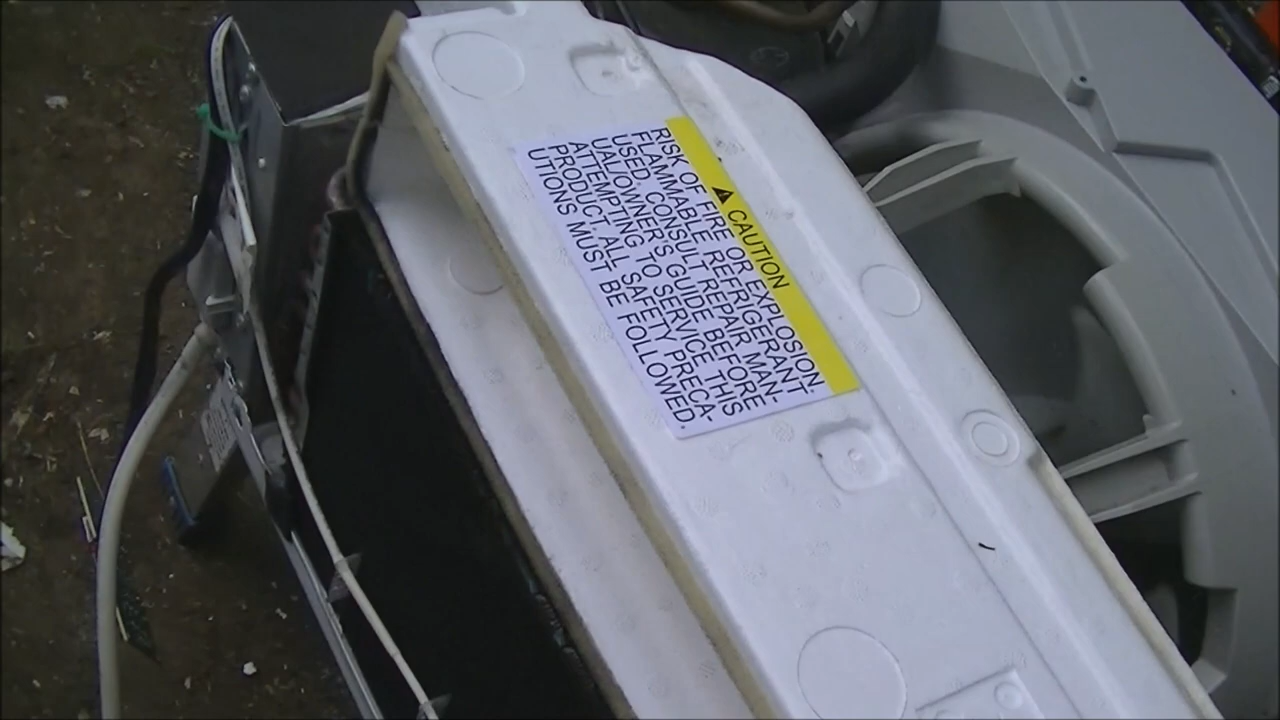 ⚠ CAUTION
RISK OF FIRE OR EXPLOSION.
FLAMMABLE REFRIGERANT
USED. CONSULT REPAIR MAN-
UAL/OWNER'S GUIDE BEFORE
ATTEMPTING TO SERVICE THIS
PRODUCT. ALL SAFETY PRECA-
UTIONS MUST BE FOLLOWED.